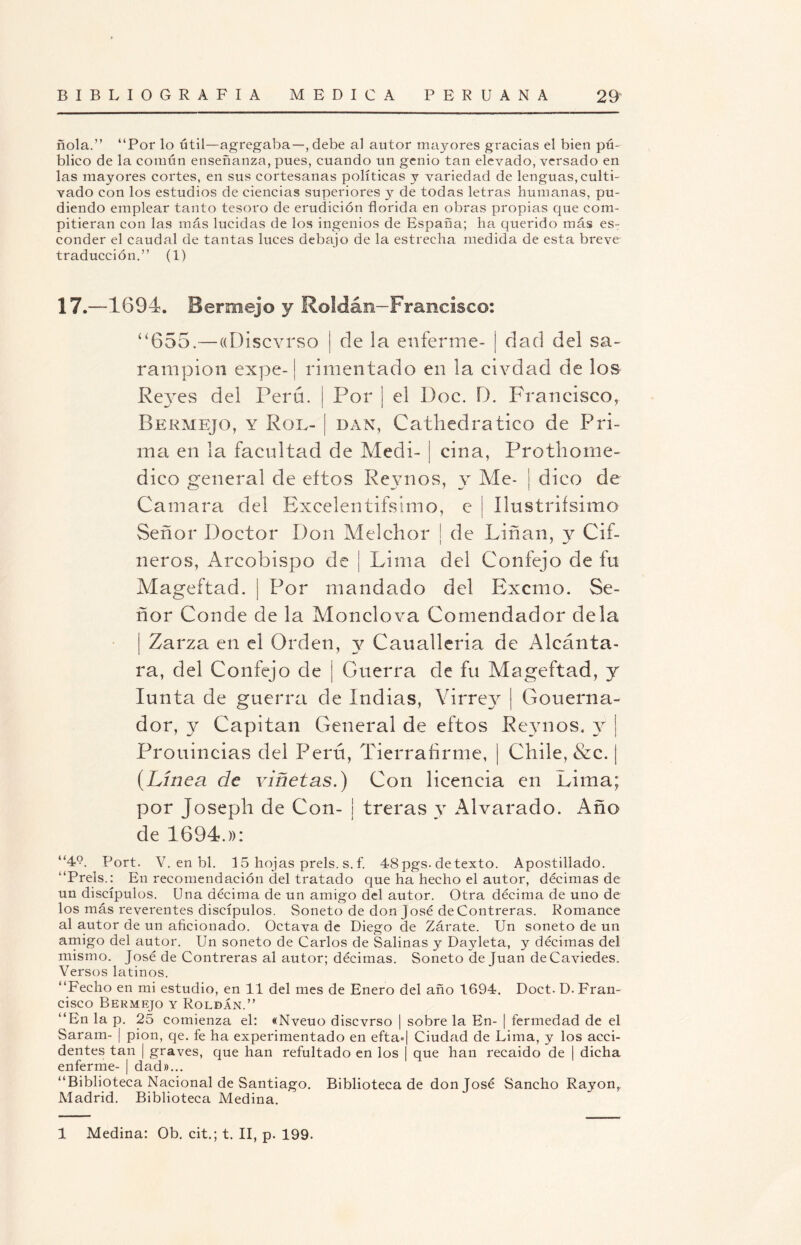 BIBLIOGRAFIA MEDICA PERUANA 29
ñola.” “Por lo útil—agregaba—, debe al autor mayores gracias el bien pú-
blico de la común enseñanza, pues, cuando un genio tan elevado, versado en
las mayores cortes, en sus cortesanas políticas y variedad de lenguas, culti-
vado con los estudios de ciencias superiores y de todas letras humanas, pu-
diendo emplear tanto tesoro de erudición florida en obras propias que com-
pitieran con las más lucidas de los ingenios de España; ha querido más es-
conder el caudal de tantas luces debajo de la estrecha medida de esta breve
traducción.” (1)
17.—1694. Bermejo y Roldán-Francisco:
“655.—«Discvrso | de la enferme- | dad del sa-
rampion expe- | rimentado en la civdad de los
Reyes del Perú. | Por | el Doc. D. Francisco,
Bermejo, y Rol- | dan, Cathedratico de Pri-
ma en la facultad de Medi- | cina, Prothome-
dico general de eftos Reynos, y Me- | dico de
Camara del Excelentifsimo, e | Ilustrifsimo
Señor Doctor Don Melchor | de Liñan, y Cif-
neros, Arcobispo de | Lima del Confejo de fu
Mageftad. | Por mandado del Excmo. Se-
ñor Conde de la Monclova Comendador dela
| Zarza en el Orden, y Caualleria de Alcánta-
ra, del Confejo de | Guerra de fu Mageftad, y
Iunta de guerra de Indias, Virrey | Gouerna-
dor, y Capitan General de eftos Reynos. y |
Prouincias del Perú, Tierrafirme, | Chile, &c. |
(Línea de viñetas.) Con licencia en Lima;
por Joseph de Con- | treras y Alvarado. Año
de 1694.»:
“4º. Port. V. en bl. 15 hojas prels. s. f. 48 pgs. de texto. Apostillado.
“Prels.: En recomendación del tratado que ha hecho el autor, décimas de
un discípulos. Una décima de un amigo del autor. Otra décima de uno de
los más reverentes discípulos. Soneto de don José de Contreras. Romance
al autor de un aficionado. Octava de Diego de Zárate. Un soneto de un
amigo del autor. Un soneto de Carlos de Salinas y Dayleta, y décimas del
mismo. José de Contreras al autor; décimas. Soneto de Juan de Caviedes.
Versos latinos.
“Fecho en mi estudio, en 11 del mes de Enero del año 1694. Doct. D. Fran-
cisco Bermejo y Roldán.”
“En la p. 25 comienza el: «Nveuo discvrso | sobre la En- | fermedad de el
Saram- | pion, qe. fe ha experimentado en efta.| Ciudad de Lima, y los acci-
dentes tan | graves, que han refultado en los | que han recaido de | dicha
enferme- | dad»...
“Biblioteca Nacional de Santiago. Biblioteca de don José Sancho Rayon,
Madrid. Biblioteca Medina.
1 Medina: Ob. cit.; t. II, p. 199.